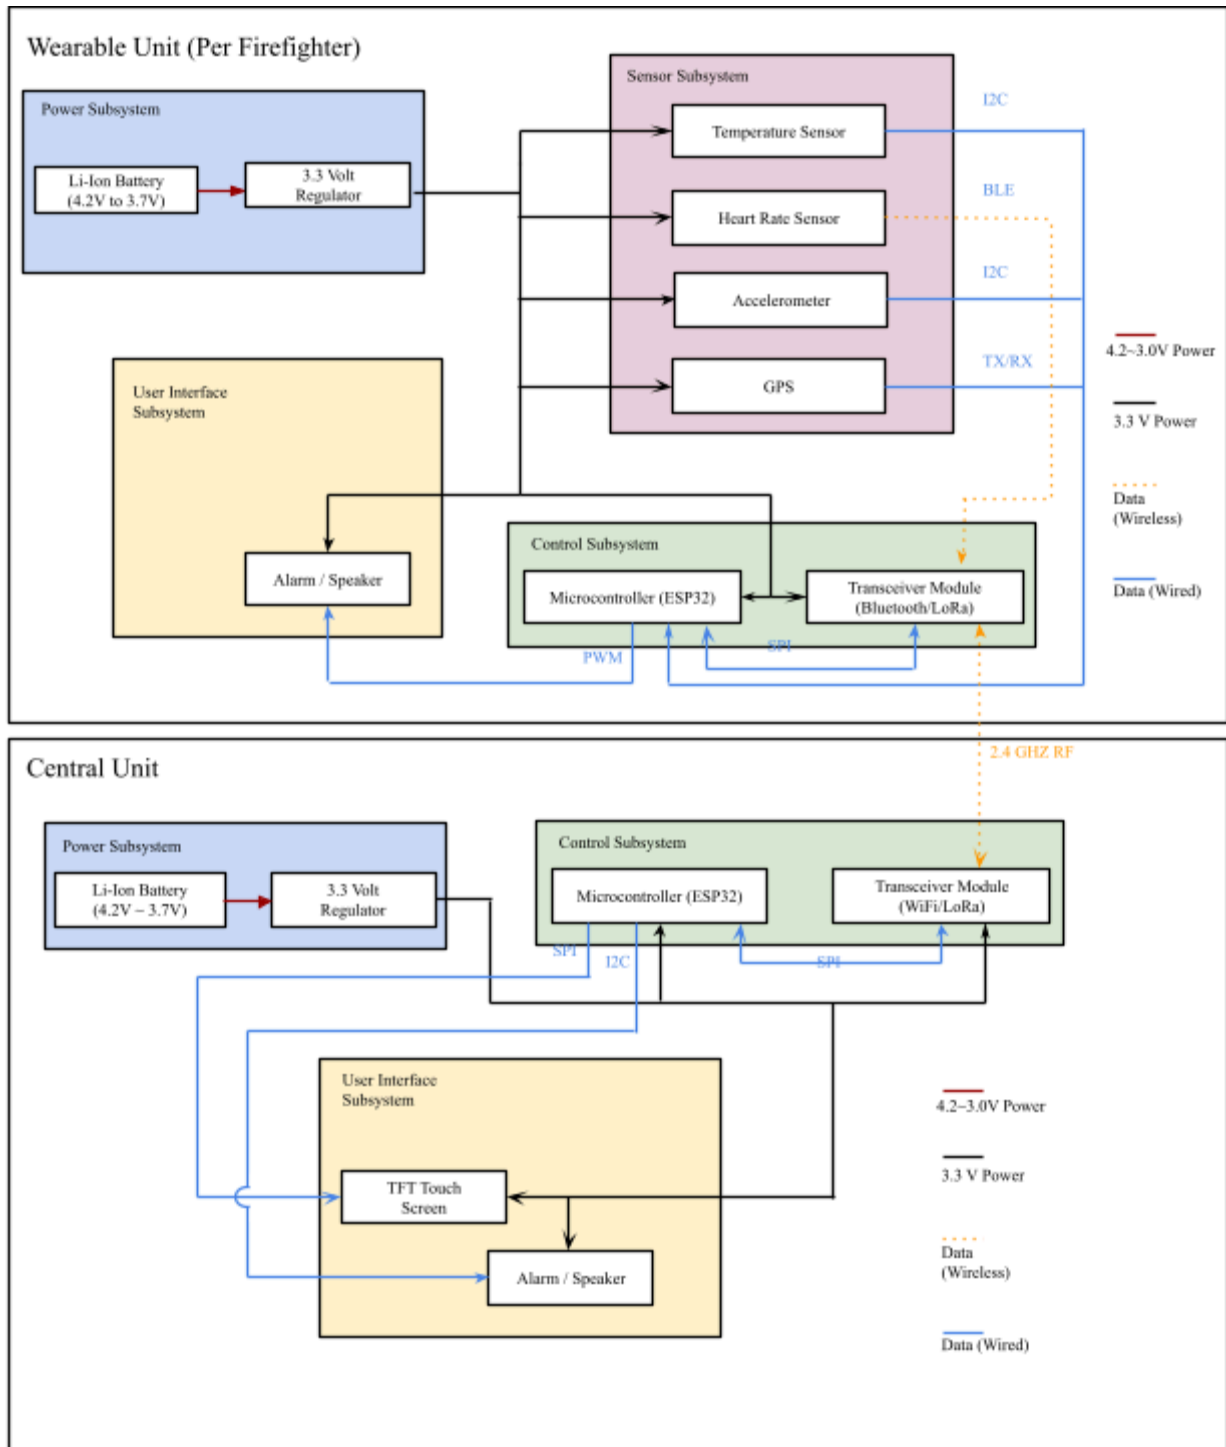 Wearable Unit (Per Firefighter)
Power Subsystem
Li-Ion Battery
(4.2V to 3.7V)
3.3 Volt
Regulator
Sensor Subsystem
Temperature Sensor
Heart Rate Sensor
Accelerometer
GPS
I2C
BLE
I2C
TX/RX
4.2~3.0V Power
3.3 V Power
Data
(Wireless)
Data (Wired)
User Interface
Subsystem
Alarm / Speaker
Control Subsystem
Microcontroller (ESP32)
Transceiver Module
(Bluetooth/LoRa)
PWM
SPI
2.4 GHZ RF
Central Unit
Power Subsystem
Li-Ion Battery
(4.2V – 3.7V)
3.3 Volt
Regulator
Control Subsystem
Microcontroller (ESP32)
Transceiver Module
(WiFi/LoRa)
SPI
I2C
SPI
User Interface
Subsystem
TFT Touch
Screen
Alarm / Speaker
4.2–3.0V Power
3.3 V Power
Data
(Wireless)
Data (Wired)